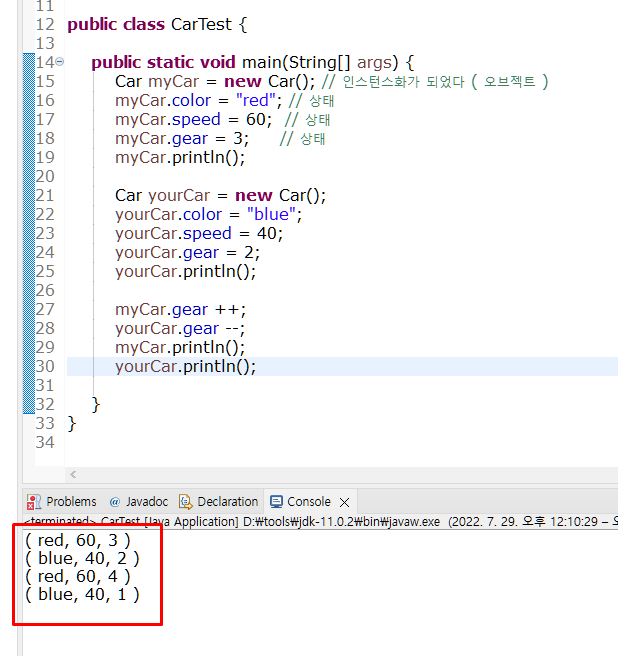 11
12 public class CarTest {
13
14 public static void main(String[] args) {
15 Car myCar = new Car(); // 인스턴스화가 되었다 ( 오브젝트 )
16 myCar.color = "red"; // 상태
17 myCar.speed = 60; // 상태
18 myCar.gear = 3; // 상태
19 myCar.println();
20
21 Car yourCar = new Car();
22 yourCar.color = "blue";
23 yourCar.speed = 40;
24 yourCar.gear = 2;
25 yourCar.println();
26
27 myCar.gear ++;
28 yourCar.gear --;
29 myCar.println();
30 yourCar.println();
31
32 }
33 }
34
Problems @ Javadoc Declaration Console
<terminated> CarTest [Java Application] D:₩tools₩jdk-11.0.2₩bin₩javaw.exe (2022. 7. 29. 오후 12:10:29 – 오
( red, 60, 3 )
( blue, 40, 2 )
( red, 60, 4 )
( blue, 40, 1 )